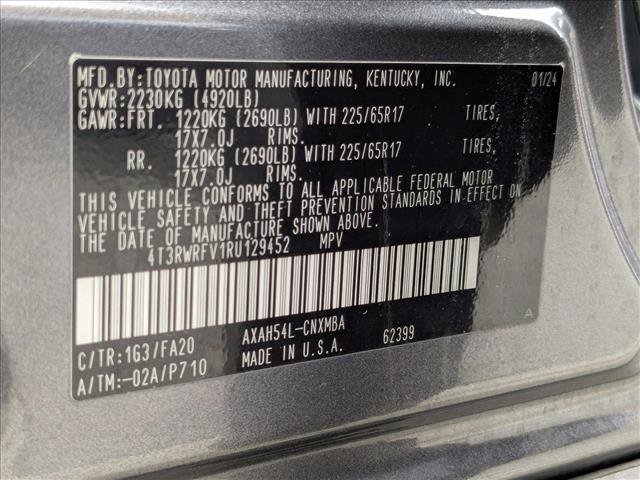 MFD.BY:TOYOTA MOTOR MANUFACTURING, KENTUCKY, INC. 01/24
GVWR:2230KG (4920LB)
GAWR:FRT. 1220KG (2690LB) WITH 225/65R17 TIRES,
17X7.0J RIMS.
RR. 1220KG (2690LB) WITH 225/65R17 TIRES,
17X7.0J RIMS.
THIS VEHICLE CONFORMS TO ALL APPLICABLE FEDERAL MOTOR
VEHICLE SAFETY AND THEFT PREVENTION STANDARDS IN EFFECT ON
THE DATE OF MANUFACTURE SHOWN ABOVE.
4T3RWRFV1RU129452 MPV
C/TR:1G3/FA20 AXAH54L-CNXMBA
A/TM:-02A/P710 MADE IN U.S.A. 62399
A